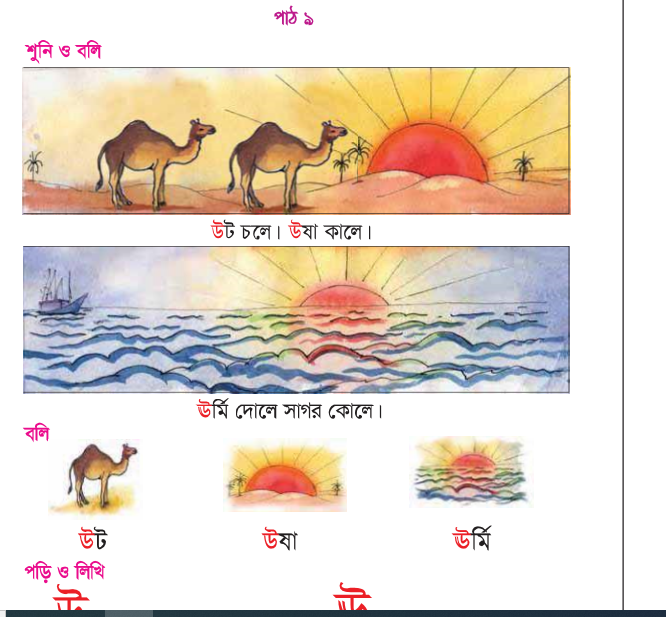 পাঠ ৯
শুনি ও বলি
উট চলে। উষা কালে।
ঊর্মি দোলে সাগর কোলে।
বলি
উট উষা ঊর্মি
পড়ি ও লিখি